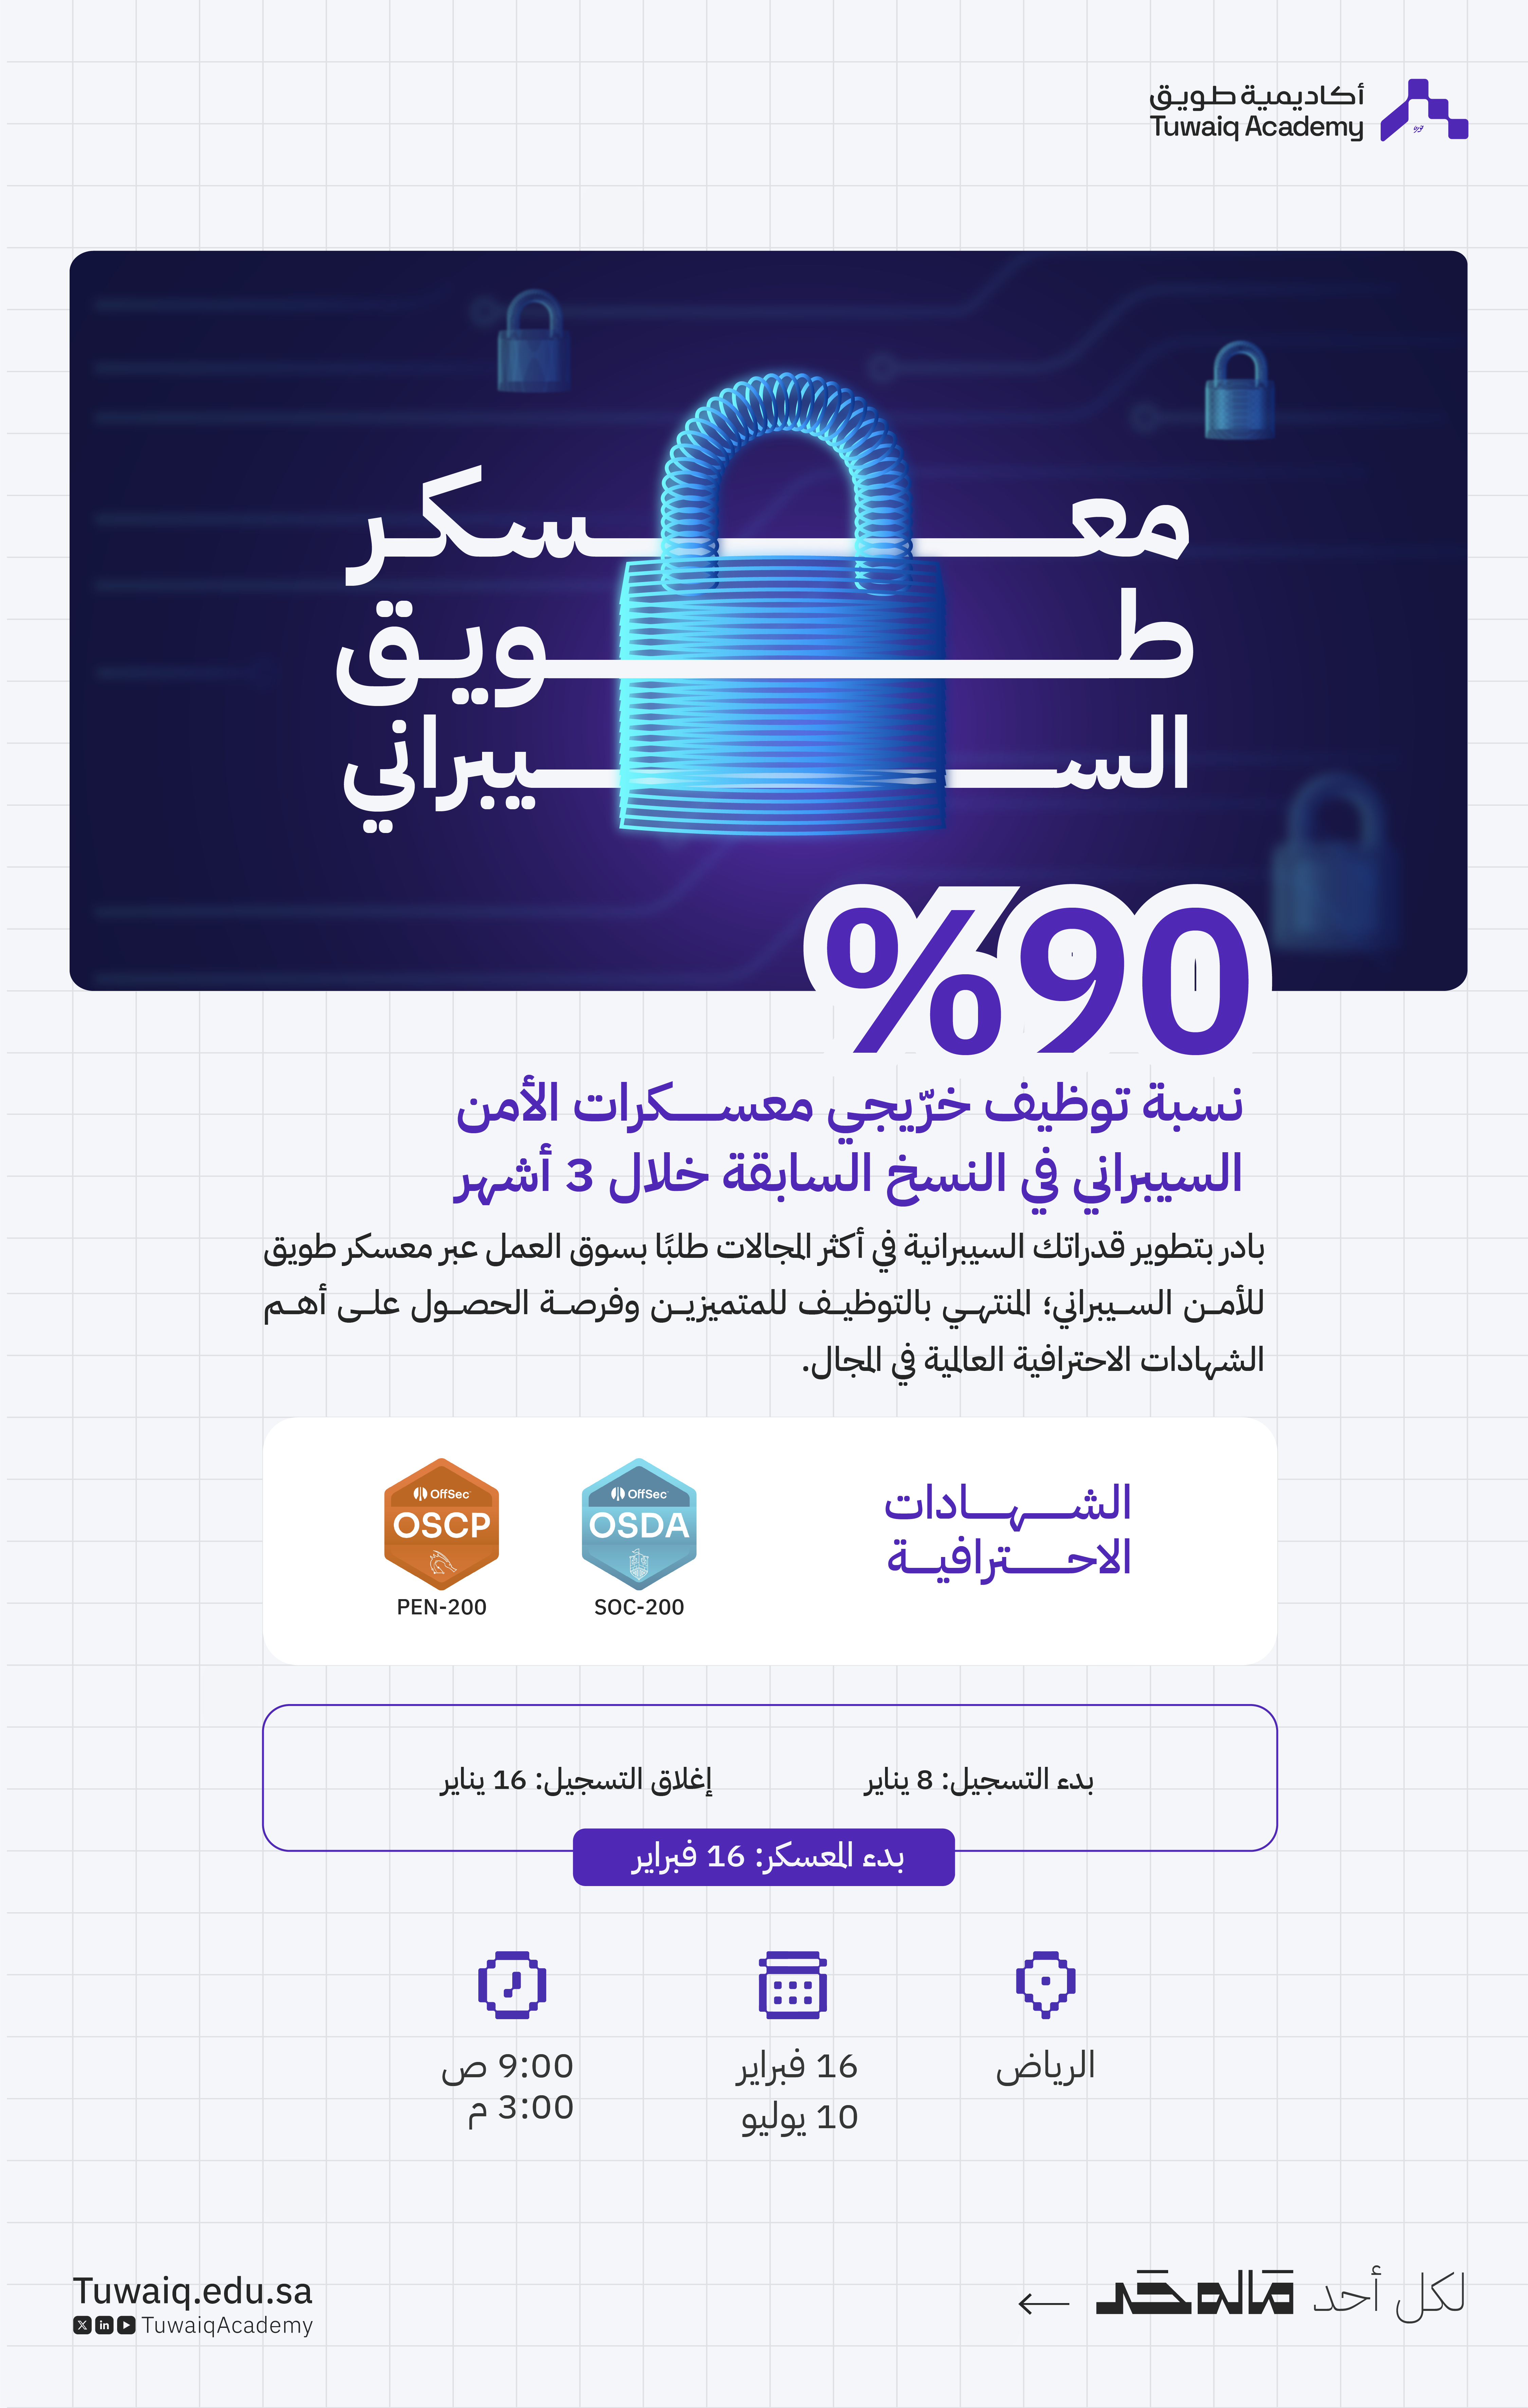 أكاديمية طويق
Tuwaiq Academy
معسكر
طويق
السيبراني
%90
نسبة توظيف خرّيجي معسكرات الأمن
السيبراني في النسخ السابقة خلال 3 أشهر
بادر بتطوير قدراتك السيبرانية في أكثر المجالات طلبًا بسوق العمل عبر معسكر طويق
للأمن السيبراني؛ المنتهي بالتوظيف للمتميزين وفرصة الحصول على أهم
الشهادات الاحترافية العالمية في المجال.
الشهادات
الاحترافية
OffSec
OSDA
SOC-200
OffSec
OSCP
PEN-200
بدء التسجيل: 8 يناير
إغلاق التسجيل: 16 يناير
بدء المعسكر: 16 فبراير
الرياض
16 فبراير
10 يوليو
9:00 ص
3:00 م
لكل أحد ماله حد
Tuwaiq.edu.sa
TuwaiqAcademy